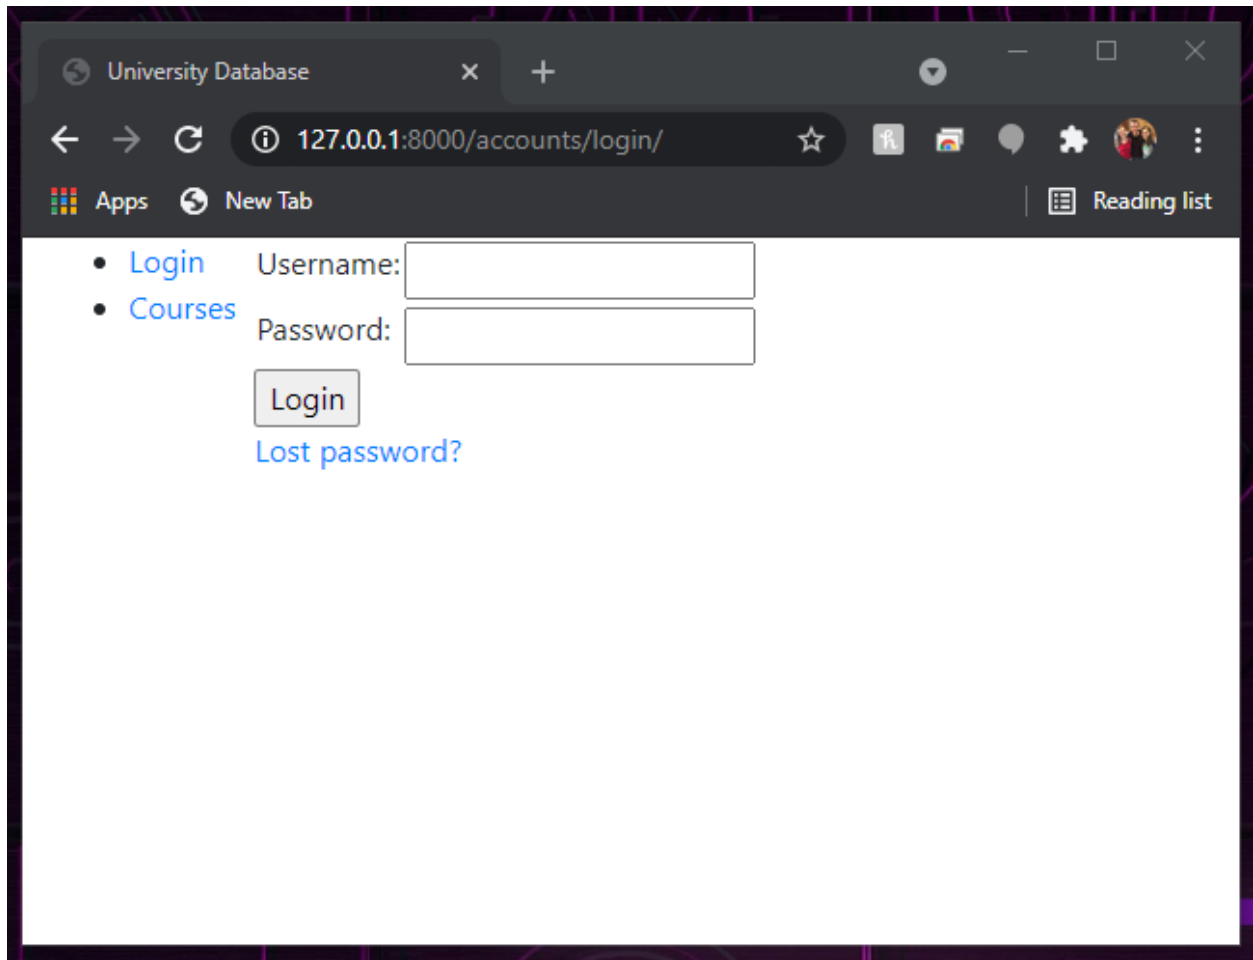 University Database
127.0.0.1:8000/accounts/login/
Apps New Tab Reading list
Login
Courses
Username:
Password:
Login
Lost password?